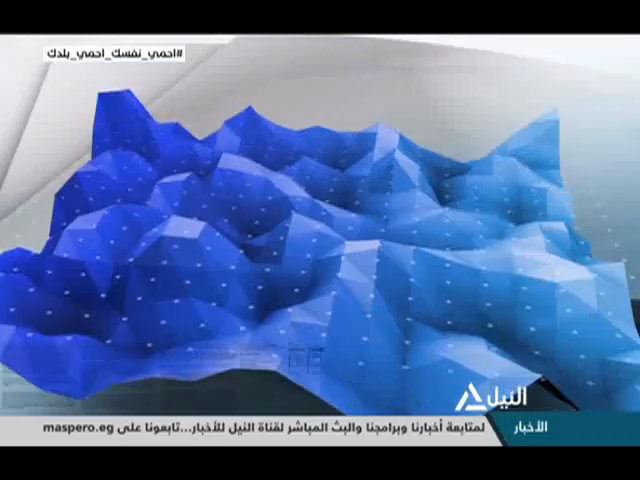 #احمي_نفسك_احمي_بلدك
النيل
الأخبار
لمتابعة أخبارنا وبرامجنا والبث المباشر لقناة النيل للأخبار...تابعونا على maspero.eg